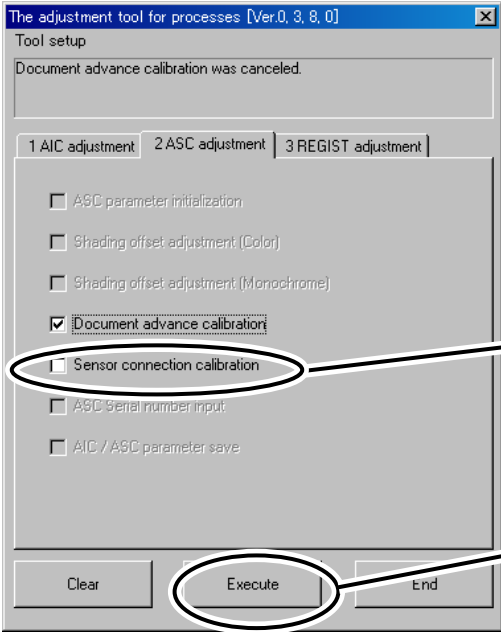 The adjustment tool for processes [Ver.0, 3, 8, 0]
Tool setup
Document advance calibration was canceled.
1 AIC adjustment 2 ASC adjustment 3 REGIST adjustment
ASC parameter initialization
Shading offset adjustment (Color)
Shading offset adjustment (Monochrome)
Document advance calibration
Sensor connection calibration
ASC Serial number input
AIC / ASC parameter save
Clear Execute End